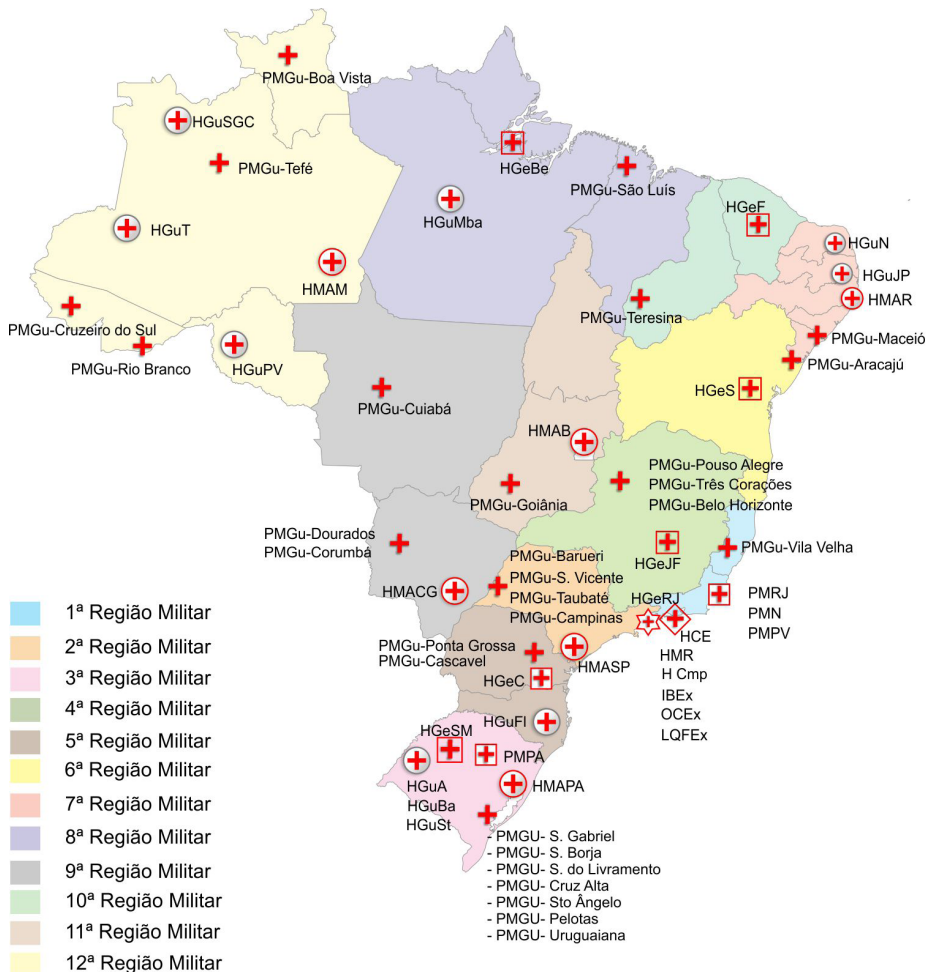 PMGu-Boa Vista
HGuSGC
PMGu-Tefé
HGeBe
PMGu-São Luís
HGuMba
HGeF
HGuT
HGuN
HGuJP
HMAM
HMAR
PMGu-Teresina
PMGu-Cruzeiro do Sul
PMGu-Maceió
PMGu-Rio Branco
HGuPV
PMGu-Aracajú
HGeS
PMGu-Cuiabá
HMAB
PMGu-Pouso Alegre
PMGu-Três Corações
PMGu-Belo Horizonte
PMGu-Goiânia
PMGu-Dourados
PMGu-Corumbá
PMGu-Vila Velha
HGeJF
PMGu-Barueri
PMGu-S. Vicente
PMGu-Taubaté
PMGu-Campinas
HMACG
HGeRJ
PMRJ
PMN
PMPV
HCE
HMR
H Cmp
IBEx
OCEx
LQFEx
PMGu-Ponta Grossa
PMGu-Cascavel
HMASP
HGeC
HGuFl
HGeSM
PMPA
HGuA
HGuBa
HGuSt
HMAPA
- PMGU- S. Gabriel
- PMGU- S. Borja
- PMGU- S. do Livramento
- PMGU- Cruz Alta
- PMGU- Sto Ângelo
- PMGU- Pelotas
- PMGU- Uruguaiana
1ª Região Militar
2ª Região Militar
3ª Região Militar
4ª Região Militar
5ª Região Militar
6ª Região Militar
7ª Região Militar
8ª Região Militar
9ª Região Militar
10ª Região Militar
11ª Região Militar
12ª Região Militar